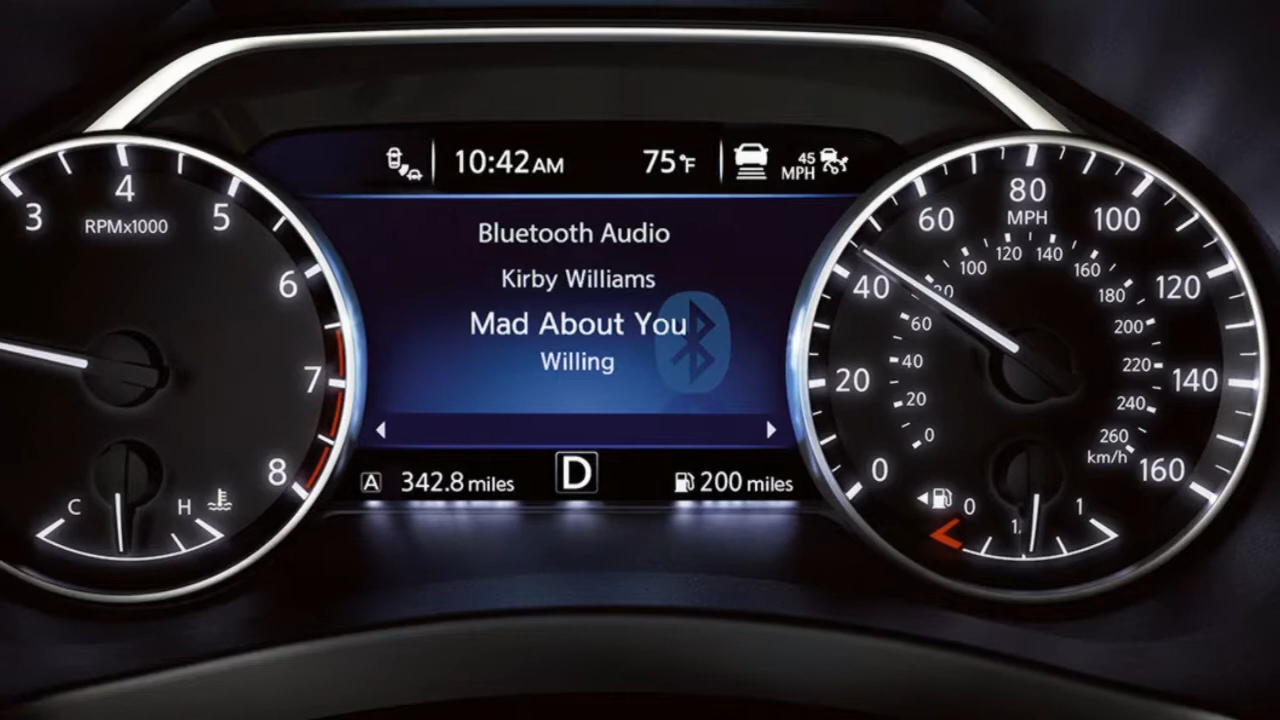 10:42AM
75°F
45
MPH
Bluetooth Audio
Kirby Williams
Mad About You
Willing
A 342.8 miles
D
200 miles
3 4 5 6 7 8
RPMx1000
C H
0 20 40 60 80 100 120 140 160
MPH
0 20 40 60 100 120 140 160 180 200 220 240 260
km/h
0 1